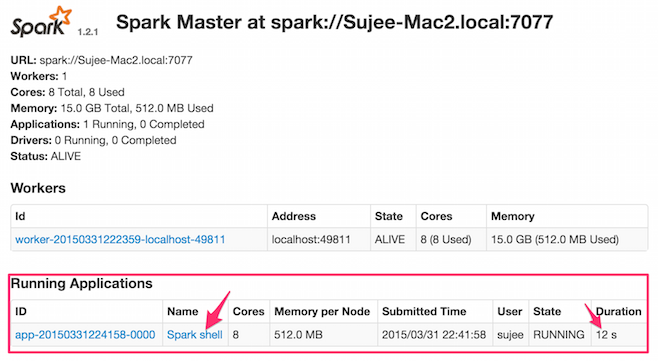 Spark 1.2.1 Spark Master at spark://Sujee-Mac2.local:7077
URL: spark://Sujee-Mac2.local:7077
Workers: 1
Cores: 8 Total, 8 Used
Memory: 15.0 GB Total, 512.0 MB Used
Applications: 1 Running, 0 Completed
Drivers: 0 Running, 0 Completed
Status: ALIVE
Workers
Id Address State Cores Memory
worker-20150331222359-localhost-49811 localhost:49811 ALIVE 8 (8 Used) 15.0 GB (512.0 MB Used)
Running Applications
ID Name Cores Memory per Node Submitted Time User State Duration
app-20150331224158-0000 Spark shell 8 512.0 MB 2015/03/31 22:41:58 sujee RUNNING 12 s